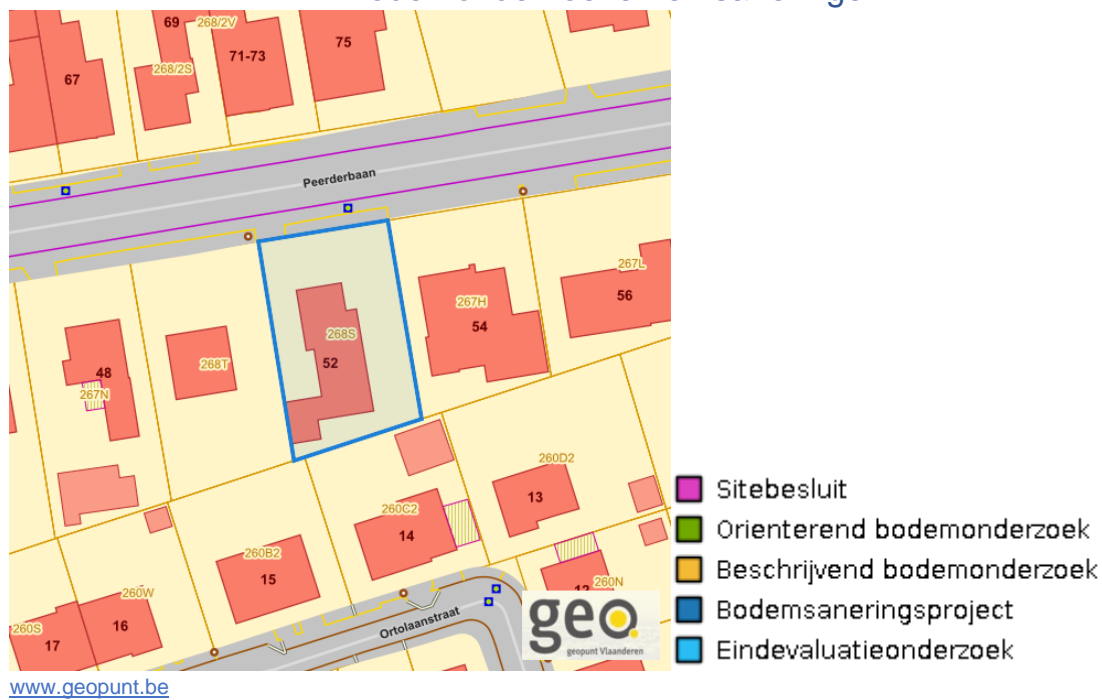 69
268/2V
67
268/2S
71-73
75
Peerderbaan
267L
56
267H
54
268S
52
268T
48
267N
260D2
13
260C2
14
260B2
15
260W
16
260S
17
260N
Ortolaanstraat
geo
geopunt Vlaanderen
Sitebesluit
Orienterend bodemonderzoek
Beschrijvend bodemonderzoek
Bodemsaneringsproject
Eindevaluatieonderzoek
www.geopunt.be